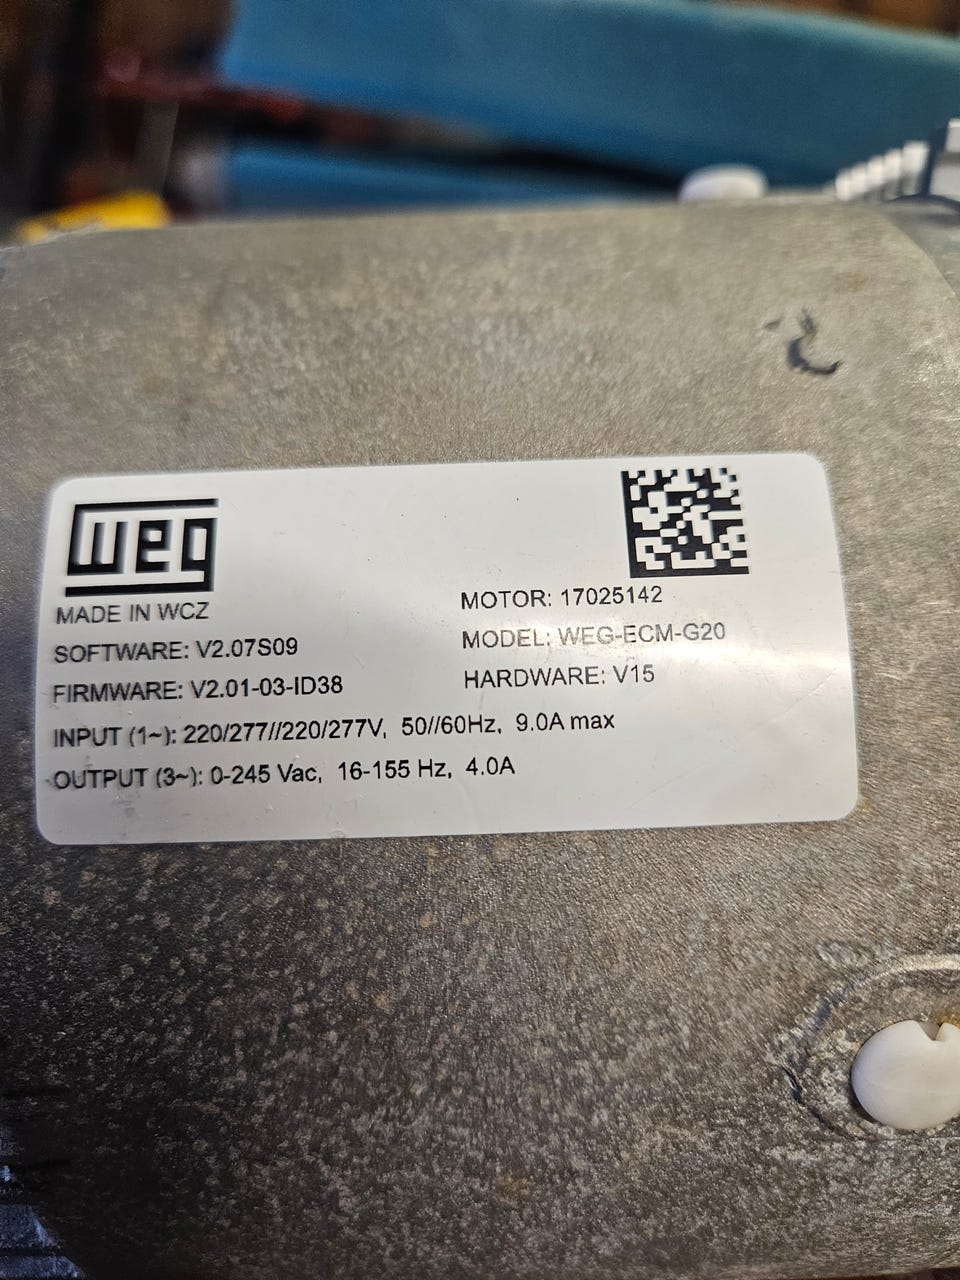 weg
MADE IN WCZ
SOFTWARE: V2.07S09
FIRMWARE: V2.01-03-ID38
MOTOR: 17025142
MODEL: WEG-ECM-G20
HARDWARE: V15
INPUT (1~): 220/277//220/277V, 50//60Hz, 9.0A max
OUTPUT (3~): 0-245 Vac, 16-155 Hz, 4.0A